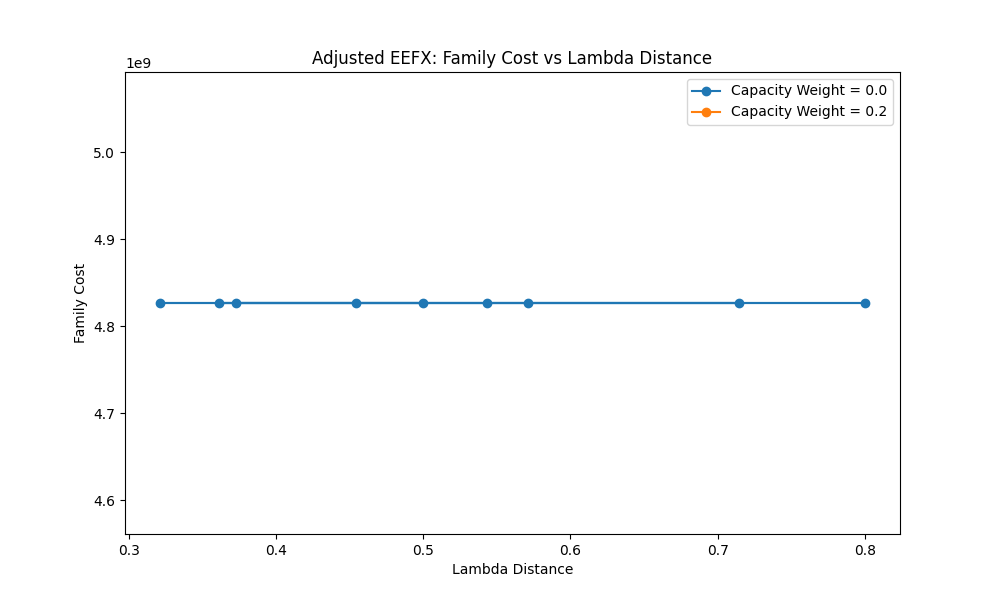 Adjusted EEFX: Family Cost vs Lambda Distance
1e9
Capacity Weight = 0.0
Capacity Weight = 0.2
5.0
4.9
4.8
4.7
4.6
Family Cost
0.3 0.4 0.5 0.6 0.7 0.8
Lambda Distance